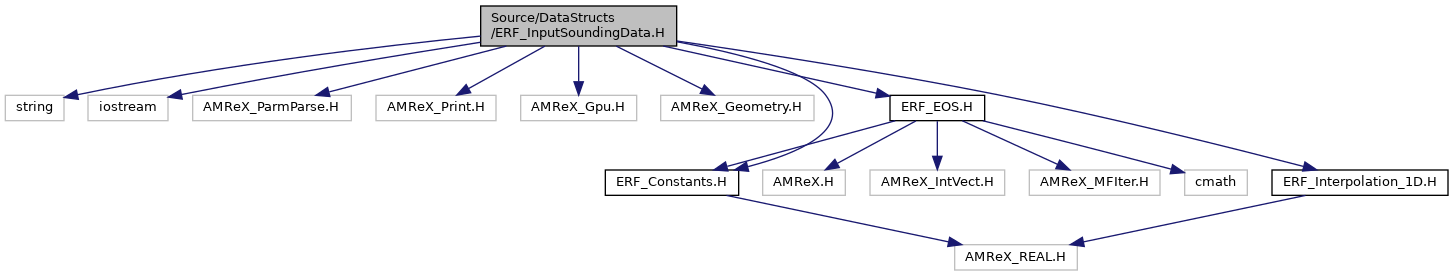 Source/DataStructs
/ERF_InputSoundingData.H
string
iostream
AMReX_ParmParse.H
AMReX_Print.H
AMReX_Gpu.H
AMReX_Geometry.H
ERF_EOS.H
ERF_Constants.H
AMReX.H
AMReX_IntVect.H
AMReX_MFIter.H
cmath
ERF_Interpolation_1D.H
AMReX_REAL.H